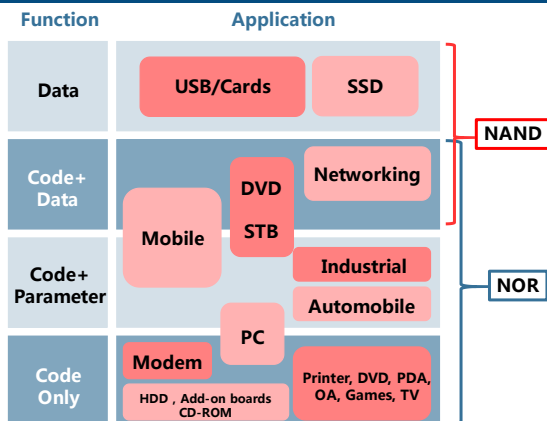 Function
Application
Data
USB/Cards
SSD
NAND
Code+
Data
DVD
STB
Networking
Mobile
Code+
Parameter
Industrial
Automobile
NOR
PC
Code
Only
Modem
HDD , Add-on boards
CD-ROM
Printer, DVD, PDA,
OA, Games, TV